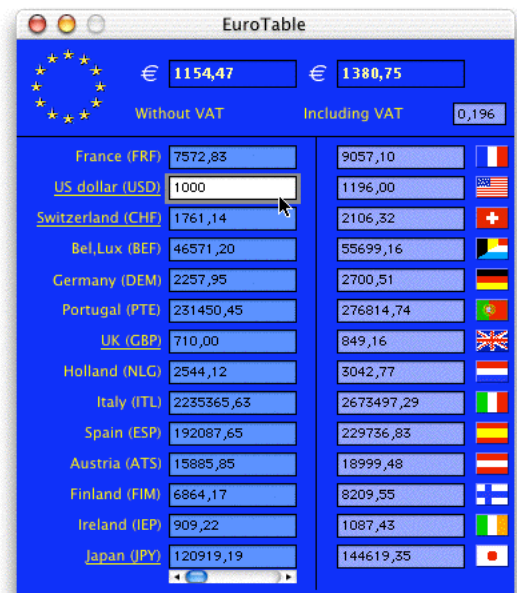 EuroTable
€ 1154,47 € 1380,75
Without VAT Including VAT 0,196
France (FRF) 7572,83 9057,10
US dollar (USD) 1000 1196,00
Switzerland (CHF) 1761,14 2106,32
Bel,Lux (BEF) 46571,20 55699,16
Germany (DEM) 2257,95 2700,51
Portugal (PTE) 231450,45 276814,74
UK (GBP) 710,00 849,16
Holland (NLG) 2544,12 3042,77
Italy (ITL) 2235365,63 2673497,29
Spain (ESP) 192087,65 229736,83
Austria (ATS) 15885,85 18999,48
Finland (FIM) 6864,17 8209,55
Ireland (IEP) 909,22 1087,43
Japan (JPY) 120919,19 144619,35